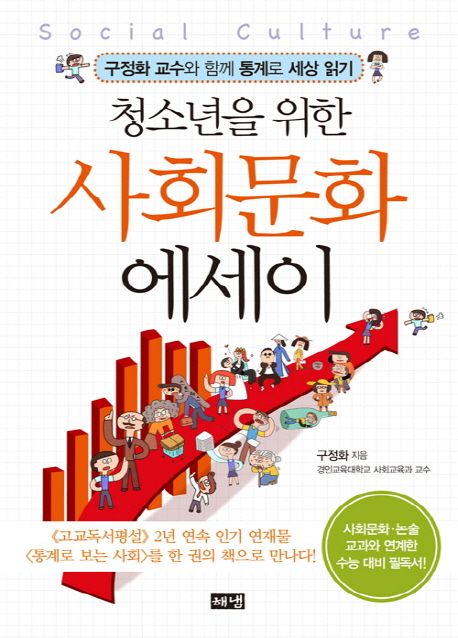 Social Culture
구정화 교수와 함께 통계로 세상 읽기
청소년을 위한
사회문화
에세이
구정화 지음
경인교육대학교 사회교육과 교수
《고교독서평설》 2년 연속 인기 연재물
〈통계로 보는 사회〉를 한 권의 책으로 만나다!
사회문화·논술
교과와 연계한
수능 대비 필독서!
해냄